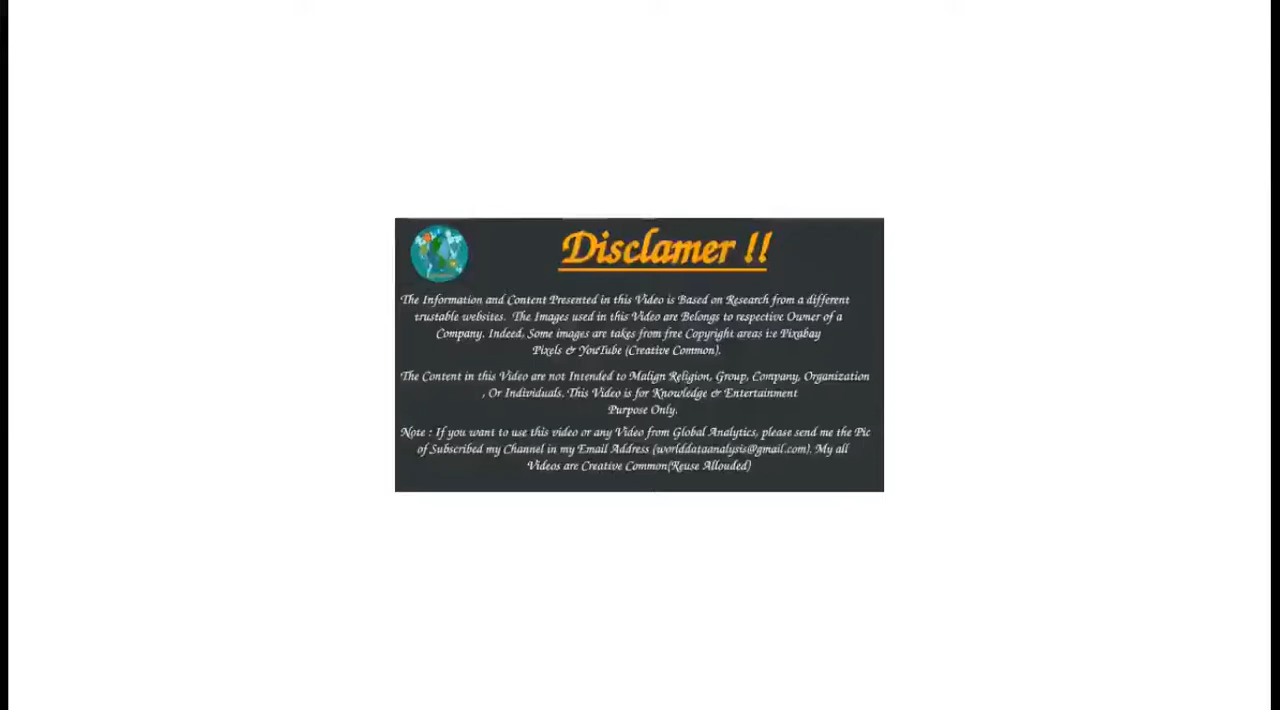 Disclamer !!
The Information and Content Presented in this Video is Based on Research from a different
trustable websites. The Images used in this Video are Belongs to respective Owner of a
Company. Indeed, Some images are takes from free Copyright areas i:e Pixabay
Pixels & YouTube (Creative Common).
The Content in this Video are not Intended to Malign Religion, Group, Company, Organization
, Or Individuals. This Video is for Knowledge & Entertainment
Purpose Only.
Note : If you want to use this video or any Video from Global Analytics, please send me the Pic
of Subscribed my Channel in my Email Address (worlddataanalysis@gmail.com), My all
Videos are Creative Common(Reuse Allouded)